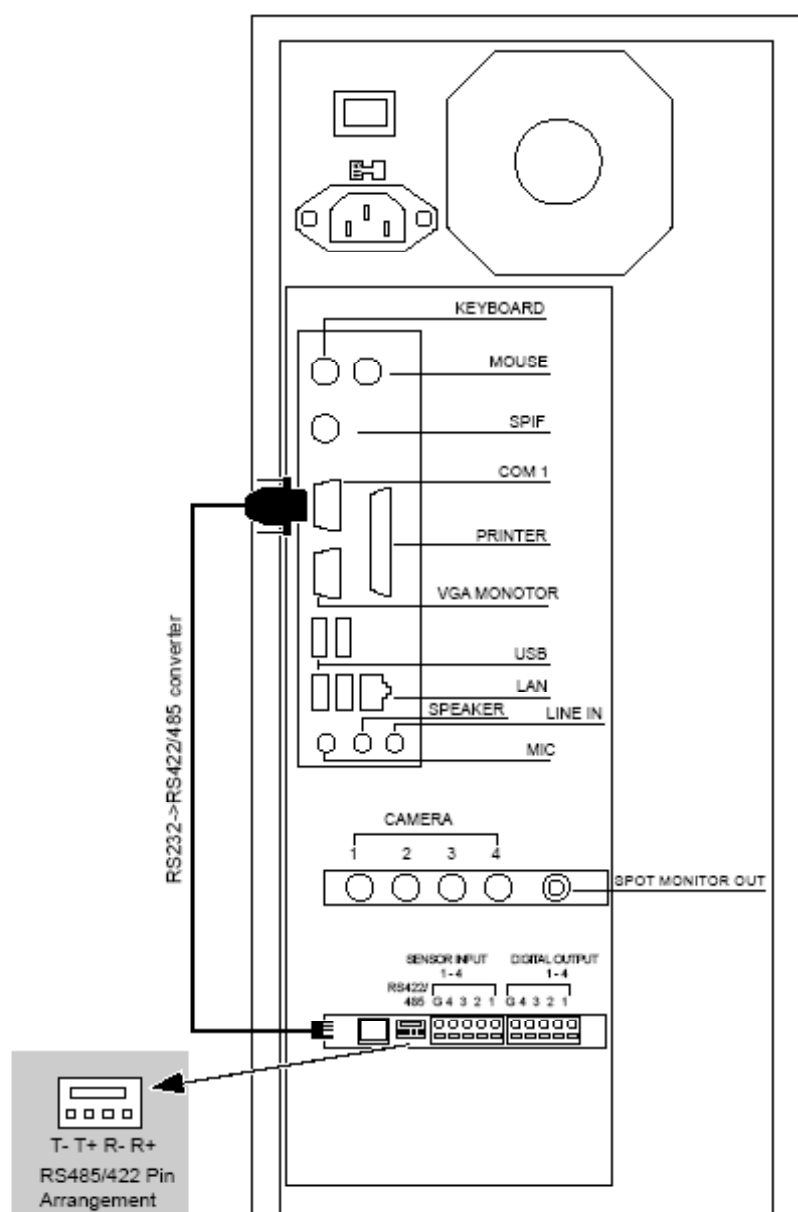 KEYBOARD
MOUSE
SPIF
COM 1
PRINTER
VGA MONOTOR
USB
LAN
SPEAKER
LINE IN
MIC
RS232->RS422/485 converter
CAMERA
1 2 3 4
SPOT MONITOR OUT
SENSOR INPUT
1 - 4
DIGITAL OUTPUT
1 - 4
RS422/
485
G 4 3 2 1
G 4 3 2 1
T- T+ R- R+
RS485/422 Pin
Arrangement